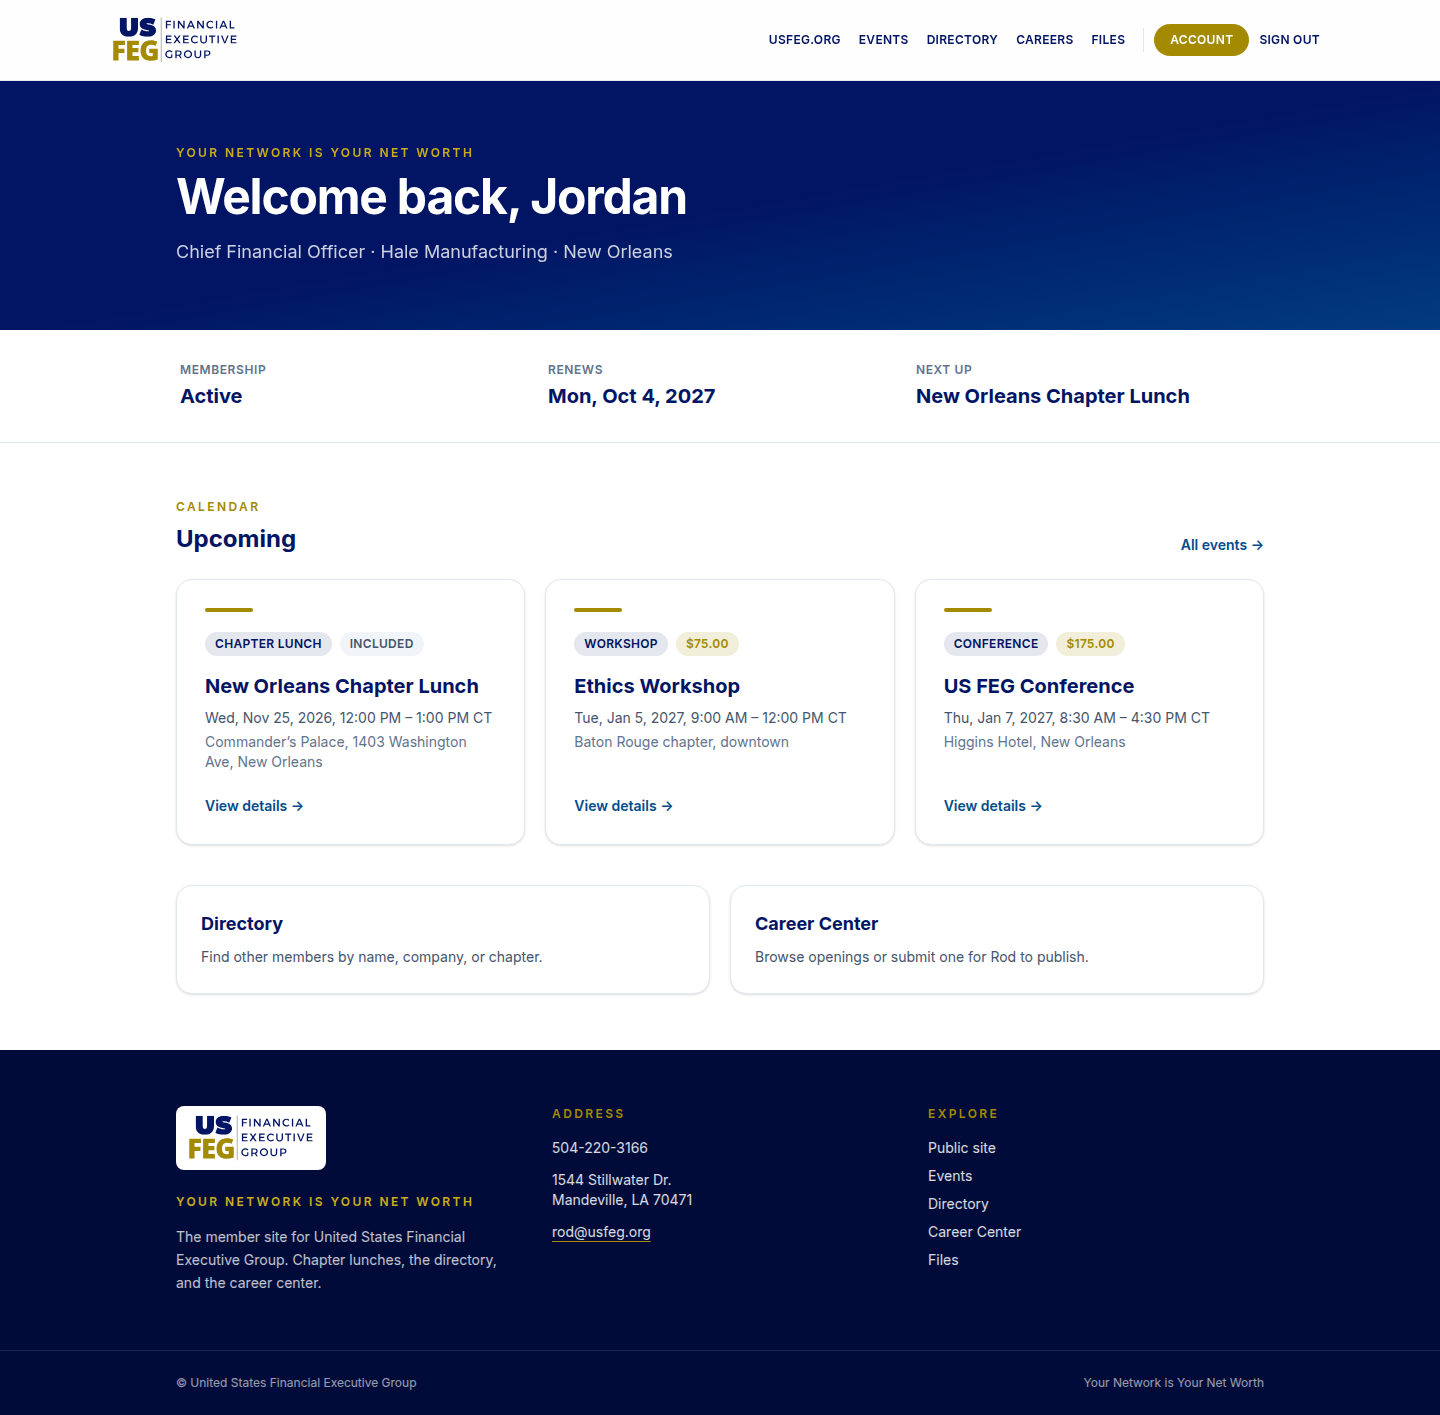 US FINANCIAL
EXECUTIVE
FEG GROUP
USFEG.ORG EVENTS DIRECTORY CAREERS FILES ACCOUNT SIGN OUT
YOUR NETWORK IS YOUR NET WORTH
Welcome back, Jordan
Chief Financial Officer · Hale Manufacturing · New Orleans
MEMBERSHIP
Active
RENEWS
Mon, Oct 4, 2027
NEXT UP
New Orleans Chapter Lunch
CALENDAR
Upcoming
All events →
CHAPTER LUNCH INCLUDED
New Orleans Chapter Lunch
Wed, Nov 25, 2026, 12:00 PM – 1:00 PM CT
Commander’s Palace, 1403 Washington
Ave, New Orleans
View details →
WORKSHOP $75.00
Ethics Workshop
Tue, Jan 5, 2027, 9:00 AM – 12:00 PM CT
Baton Rouge chapter, downtown
View details →
CONFERENCE $175.00
US FEG Conference
Thu, Jan 7, 2027, 8:30 AM – 4:30 PM CT
Higgins Hotel, New Orleans
View details →
Directory
Find other members by name, company, or chapter.
Career Center
Browse openings or submit one for Rod to publish.
US FINANCIAL
EXECUTIVE
FEG GROUP
YOUR NETWORK IS YOUR NET WORTH
The member site for United States Financial
Executive Group. Chapter lunches, the directory,
and the career center.
ADDRESS
504-220-3166
1544 Stillwater Dr.
Mandeville, LA 70471
rod@usfeg.org
EXPLORE
Public site
Events
Directory
Career Center
Files
© United States Financial Executive Group
Your Network is Your Net Worth